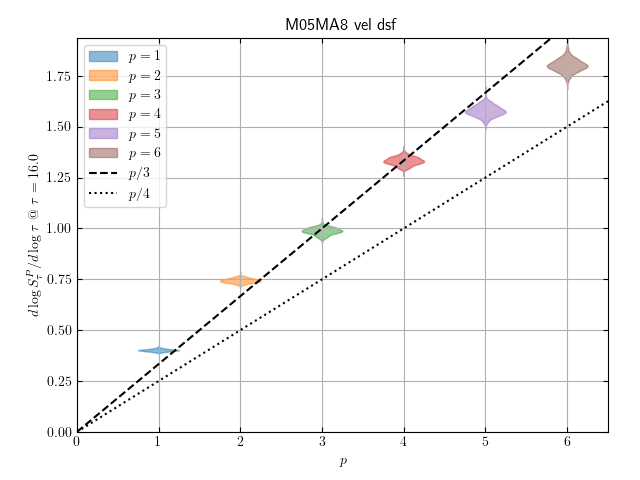 M05MA8 vel dsf
p = 1
p = 2
p = 3
p = 4
p = 5
p = 6
p/3
p/4
d log S_τ^P / d log τ @ τ = 16.0
1.75
1.50
1.25
1.00
0.75
0.50
0.25
0.00
0 1 2 3 4 5 6
p